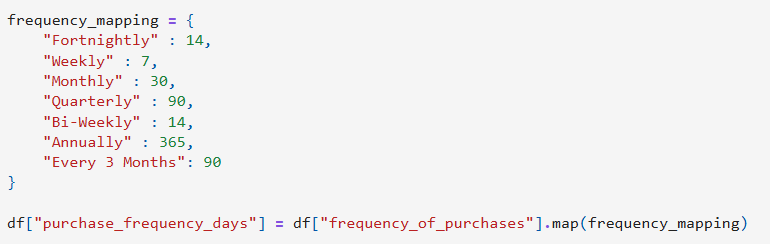 frequency_mapping = {
    "Fortnightly" : 14,
    "Weekly" : 7,
    "Monthly" : 30,
    "Quarterly" : 90,
    "Bi-Weekly" : 14,
    "Annually" : 365,
    "Every 3 Months": 90
}

df["purchase_frequency_days"] = df["frequency_of_purchases"].map(frequency_mapping)